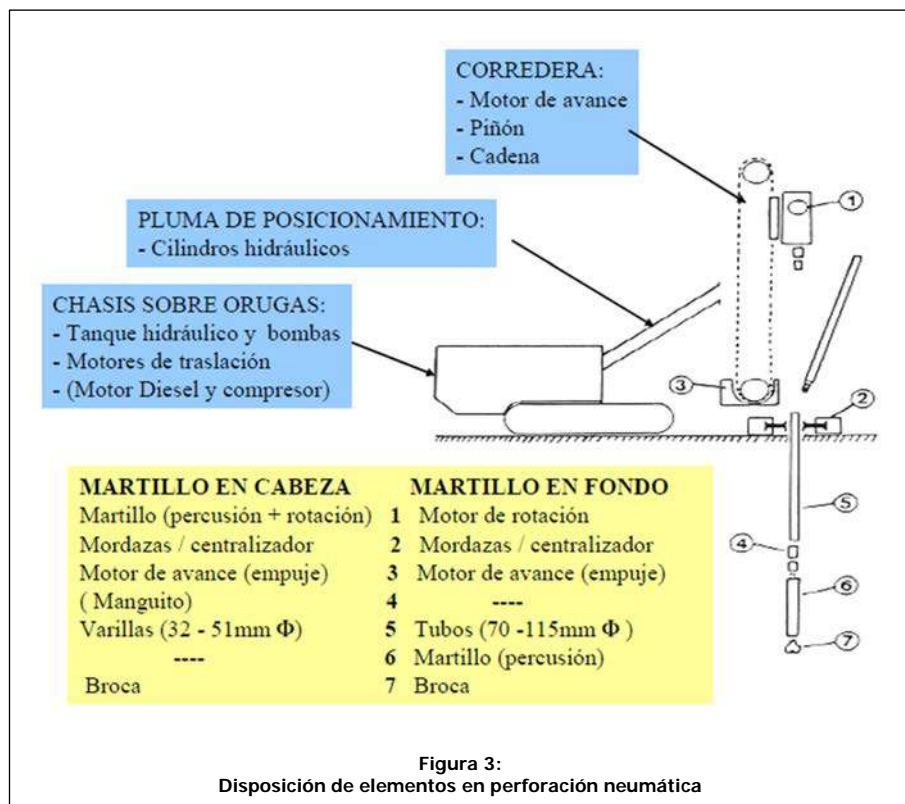 CORREDERA:
- Motor de avance
- Piñón
- Cadena
1
PLUMA DE POSICIONAMIENTO:
- Cilindros hidráulicos
CHASIS SOBRE ORUGAS:
- Tanque hidráulico y bombas
- Motores de traslación
- (Motor Diesel y compresor)
3
2
5
4
6
7
MARTILLO EN CABEZA MARTILLO EN FONDO
Martillo (percusión + rotación) 1 Motor de rotación
Mordazas / centralizador 2 Mordazas / centralizador
Motor de avance (empuje) 3 Motor de avance (empuje)
( Manguito) 4 ----
Varillas (32 - 51mm Φ) 5 Tubos (70 -115mm Φ )
---- 6 Martillo (percusión)
Broca 7 Broca
Figura 3:
Disposición de elementos en perforación neumática